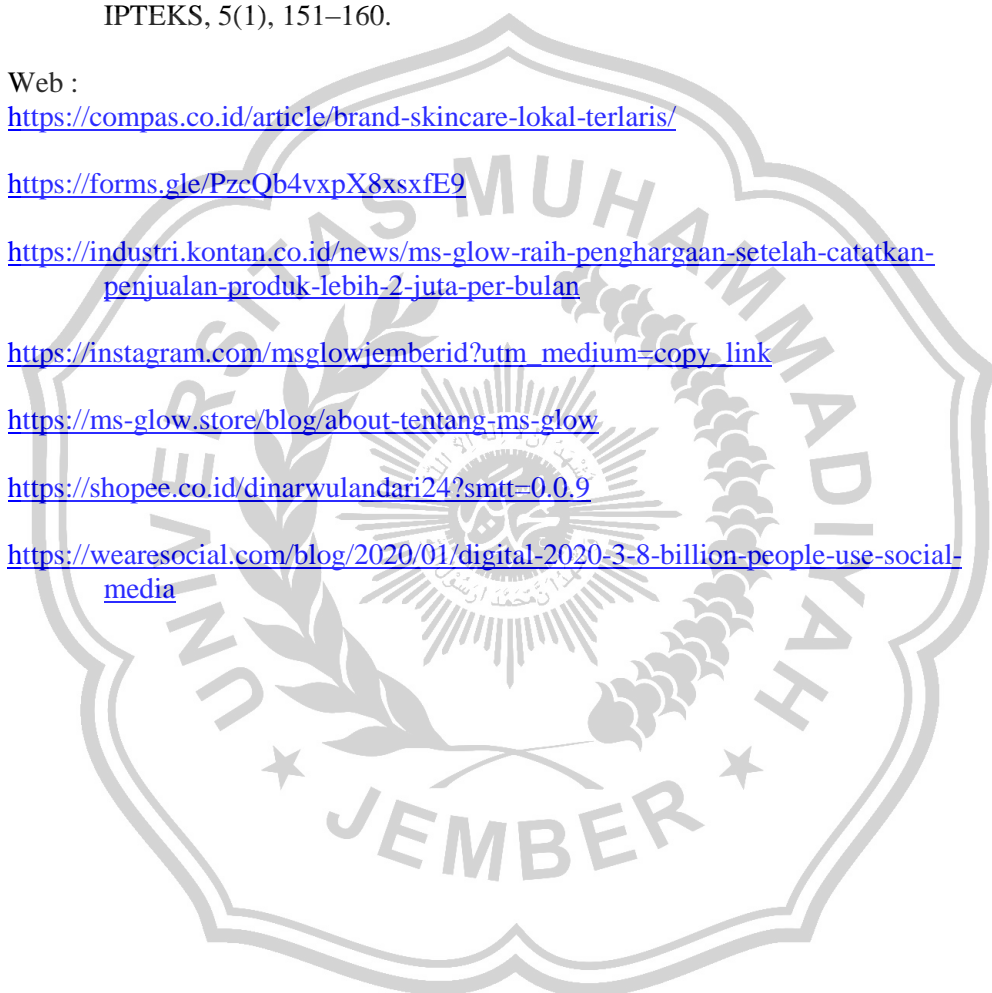 IPTEKS, 5(1), 151–160.
Web :
https://compas.co.id/article/brand-skincare-lokal-terlaris/
https://forms.gle/PzcQb4vxpX8xsxfE9
https://industri.kontan.co.id/news/ms-glow-raih-penghargaan-setelah-catatkan-
penjualan-produk-lebih-2-juta-per-bulan
https://instagram.com/msglowjemberid?utm_medium=copy_link
https://ms-glow.store/blog/about-tentang-ms-glow
https://shopee.co.id/dinarwulandari24?smtt=0.0.9
https://wearesocial.com/blog/2020/01/digital-2020-3-8-billion-people-use-social-
media
UNIVERSITAS MUHAMMADIYAH
JEMBER